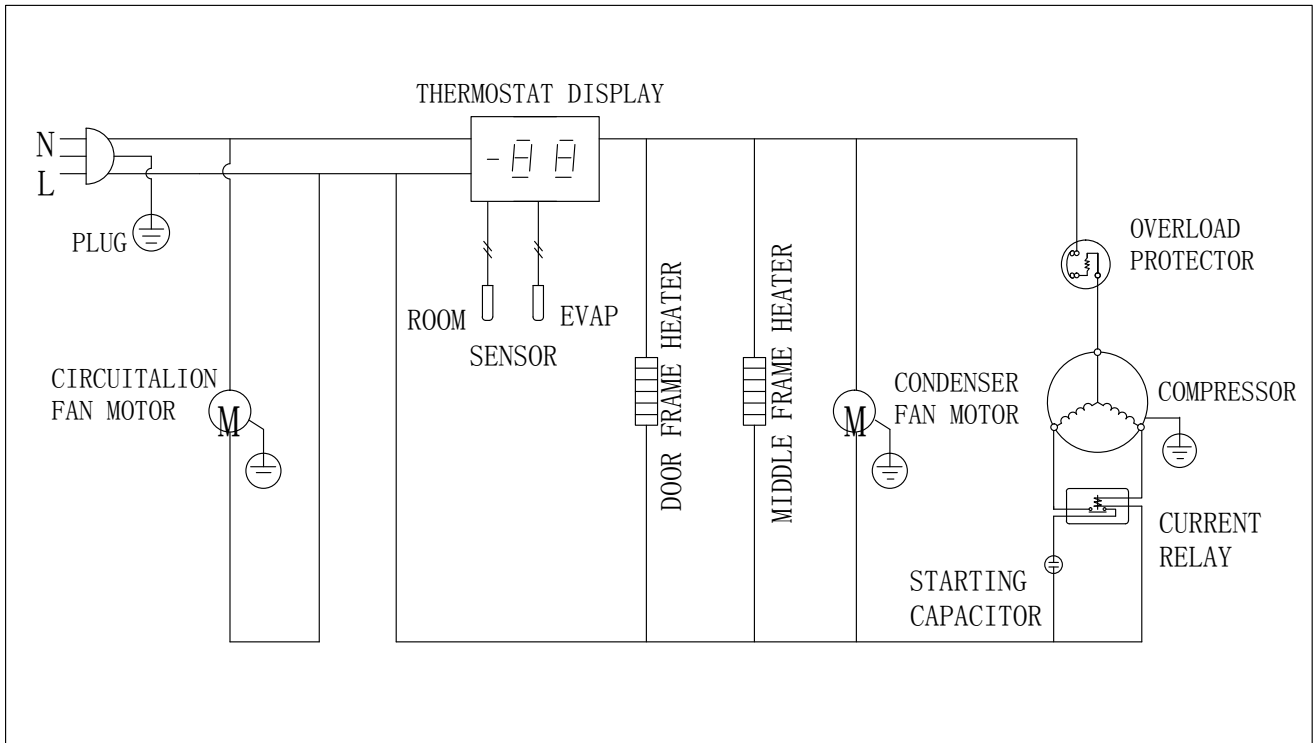 THERMOSTAT DISPLAY
N
L
PLUG
-88
ROOM
EVAP
SENSOR
OVERLOAD
PROTECTOR
CIRCUITALION
FAN MOTOR
M
DOOR FRAME HEATER
MIDDLE FRAME HEATER
CONDENSER
FAN MOTOR
M
COMPRESSOR
CURRENT
RELAY
STARTING
CAPACITOR